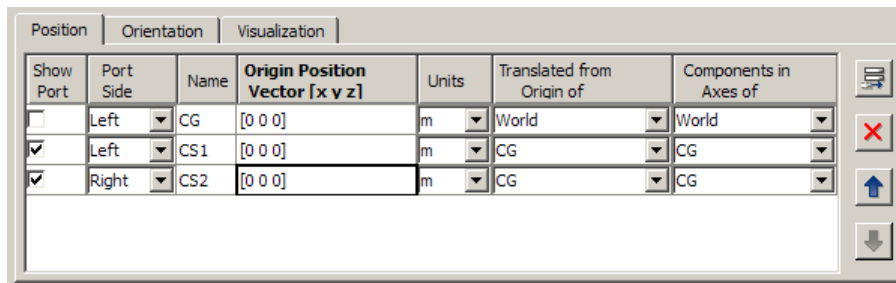 Position Orientation Visualization
Show Port Origin Position Units Translated from Components in
Port Side Name Vector [x y z] Origin of Axes of
Left CG [0 0 0] m World World
Left CS1 [0 0 0] m CG CG
Right CS2 [0 0 0] m CG CG